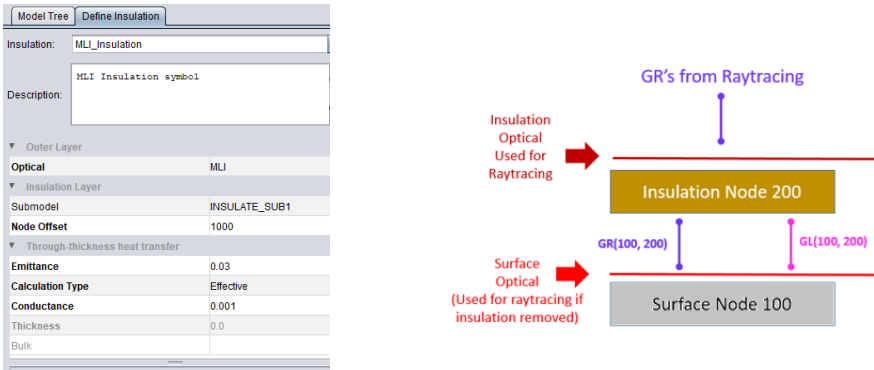 Model Tree Define Insulation
Insulation: MLI_Insulation
MLI Insulation symbol
Description:
Outer Layer
Optical MLI
Insulation Layer
Submodel INSULATE_SUB1
Node Offset 1000
Through-thickness heat transfer
Emittance 0.03
Calculation Type Effective
Conductance 0.001
Thickness 0.0
Bulk
GR's from Raytracing
Insulation
Optical
Used for
Raytracing
Insulation Node 200
GR(100, 200)
GL(100, 200)
Surface
Optical
(Used for raytracing if
insulation removed)
Surface Node 100